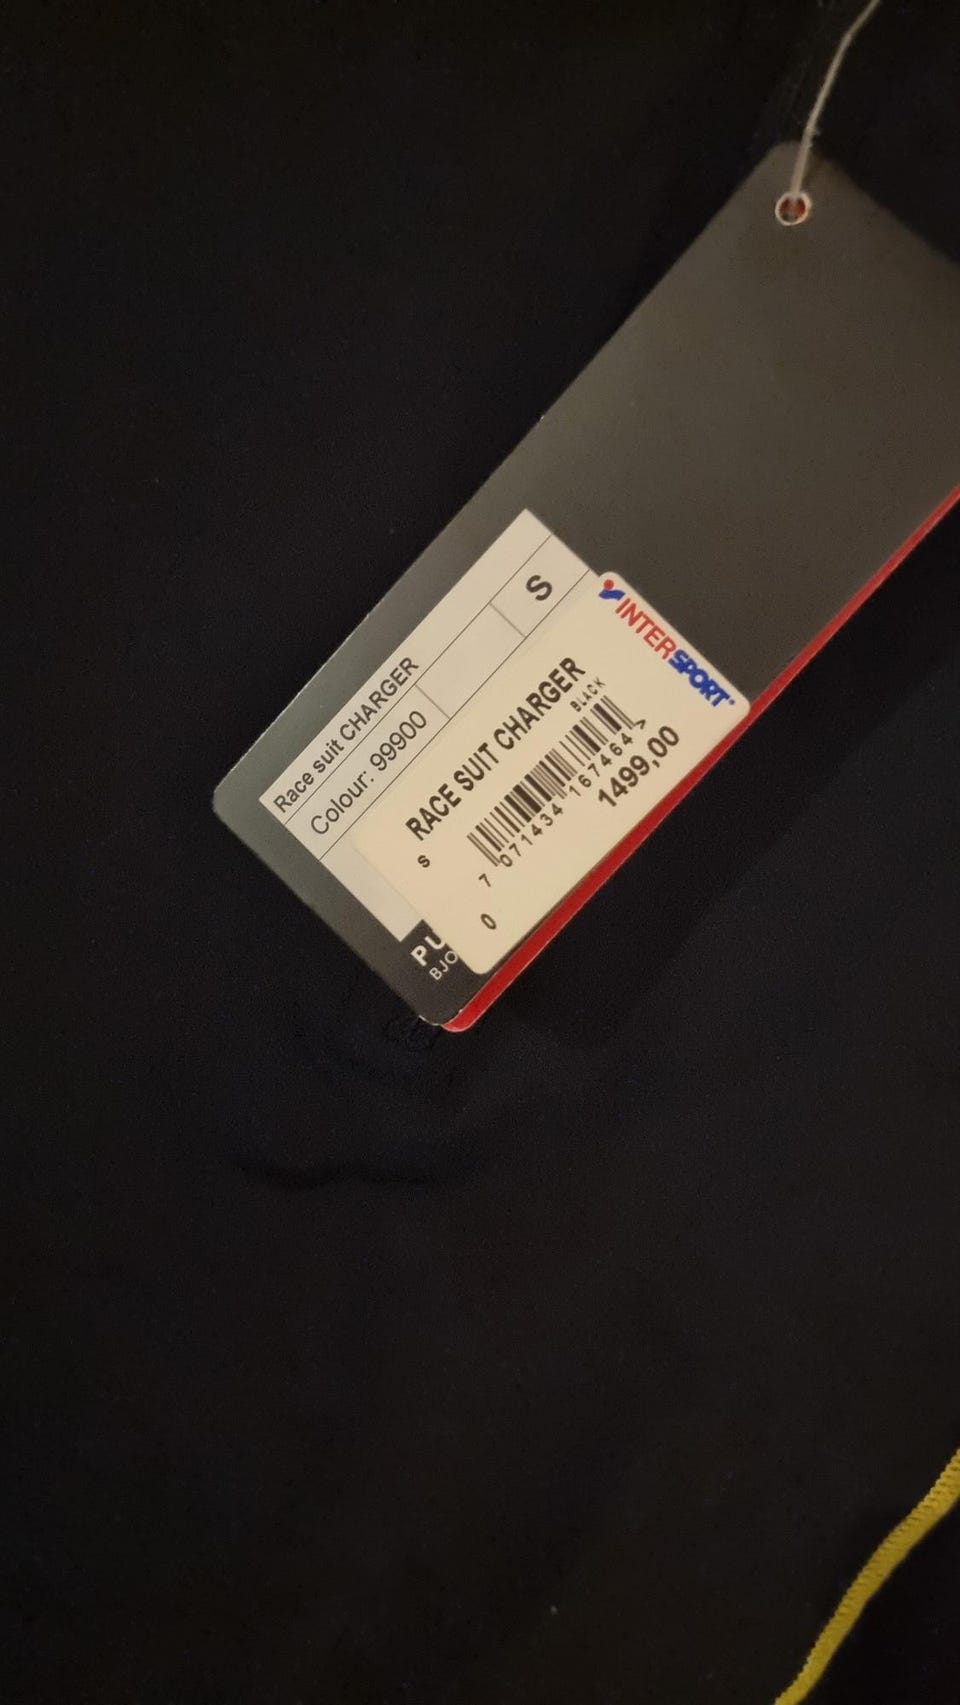 S
Race suit CHARGER
Colour: 99900
INTERSPORT
RACE SUIT CHARGER
BLACK
S
7 071434 167464 >
1499,00
0
PU
BJO